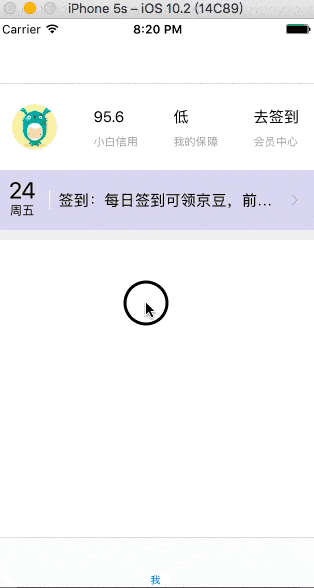 iPhone 5s – iOS 10.2 (14C89)
Carrier 8:20 PM
95.6 低 去签到
小白信用 我的保障 会员中心
24
周五
签到：每日签到可领京豆，前...
我